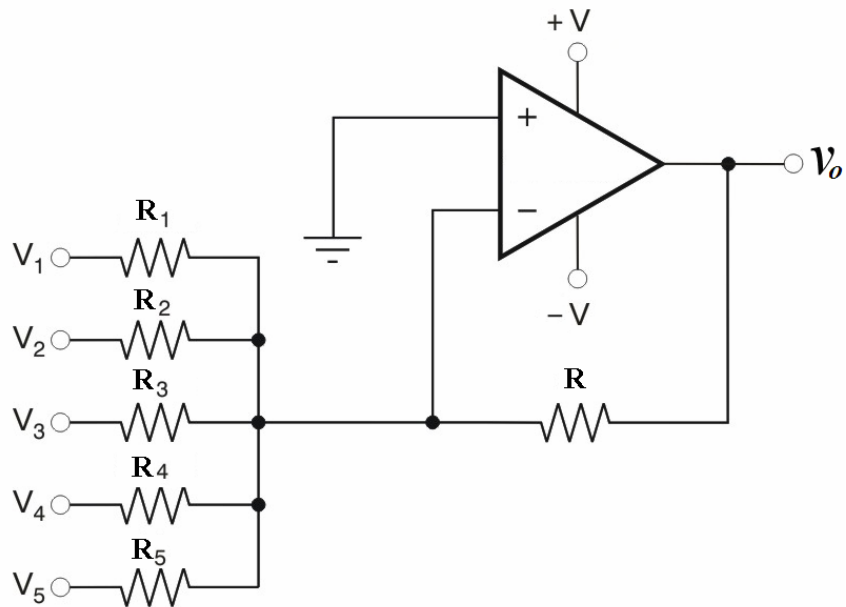 + V
+
−
− V
vₒ
R₁
V₁
R₂
V₂
R₃
V₃
R
R₄
V₄
R₅
V₅